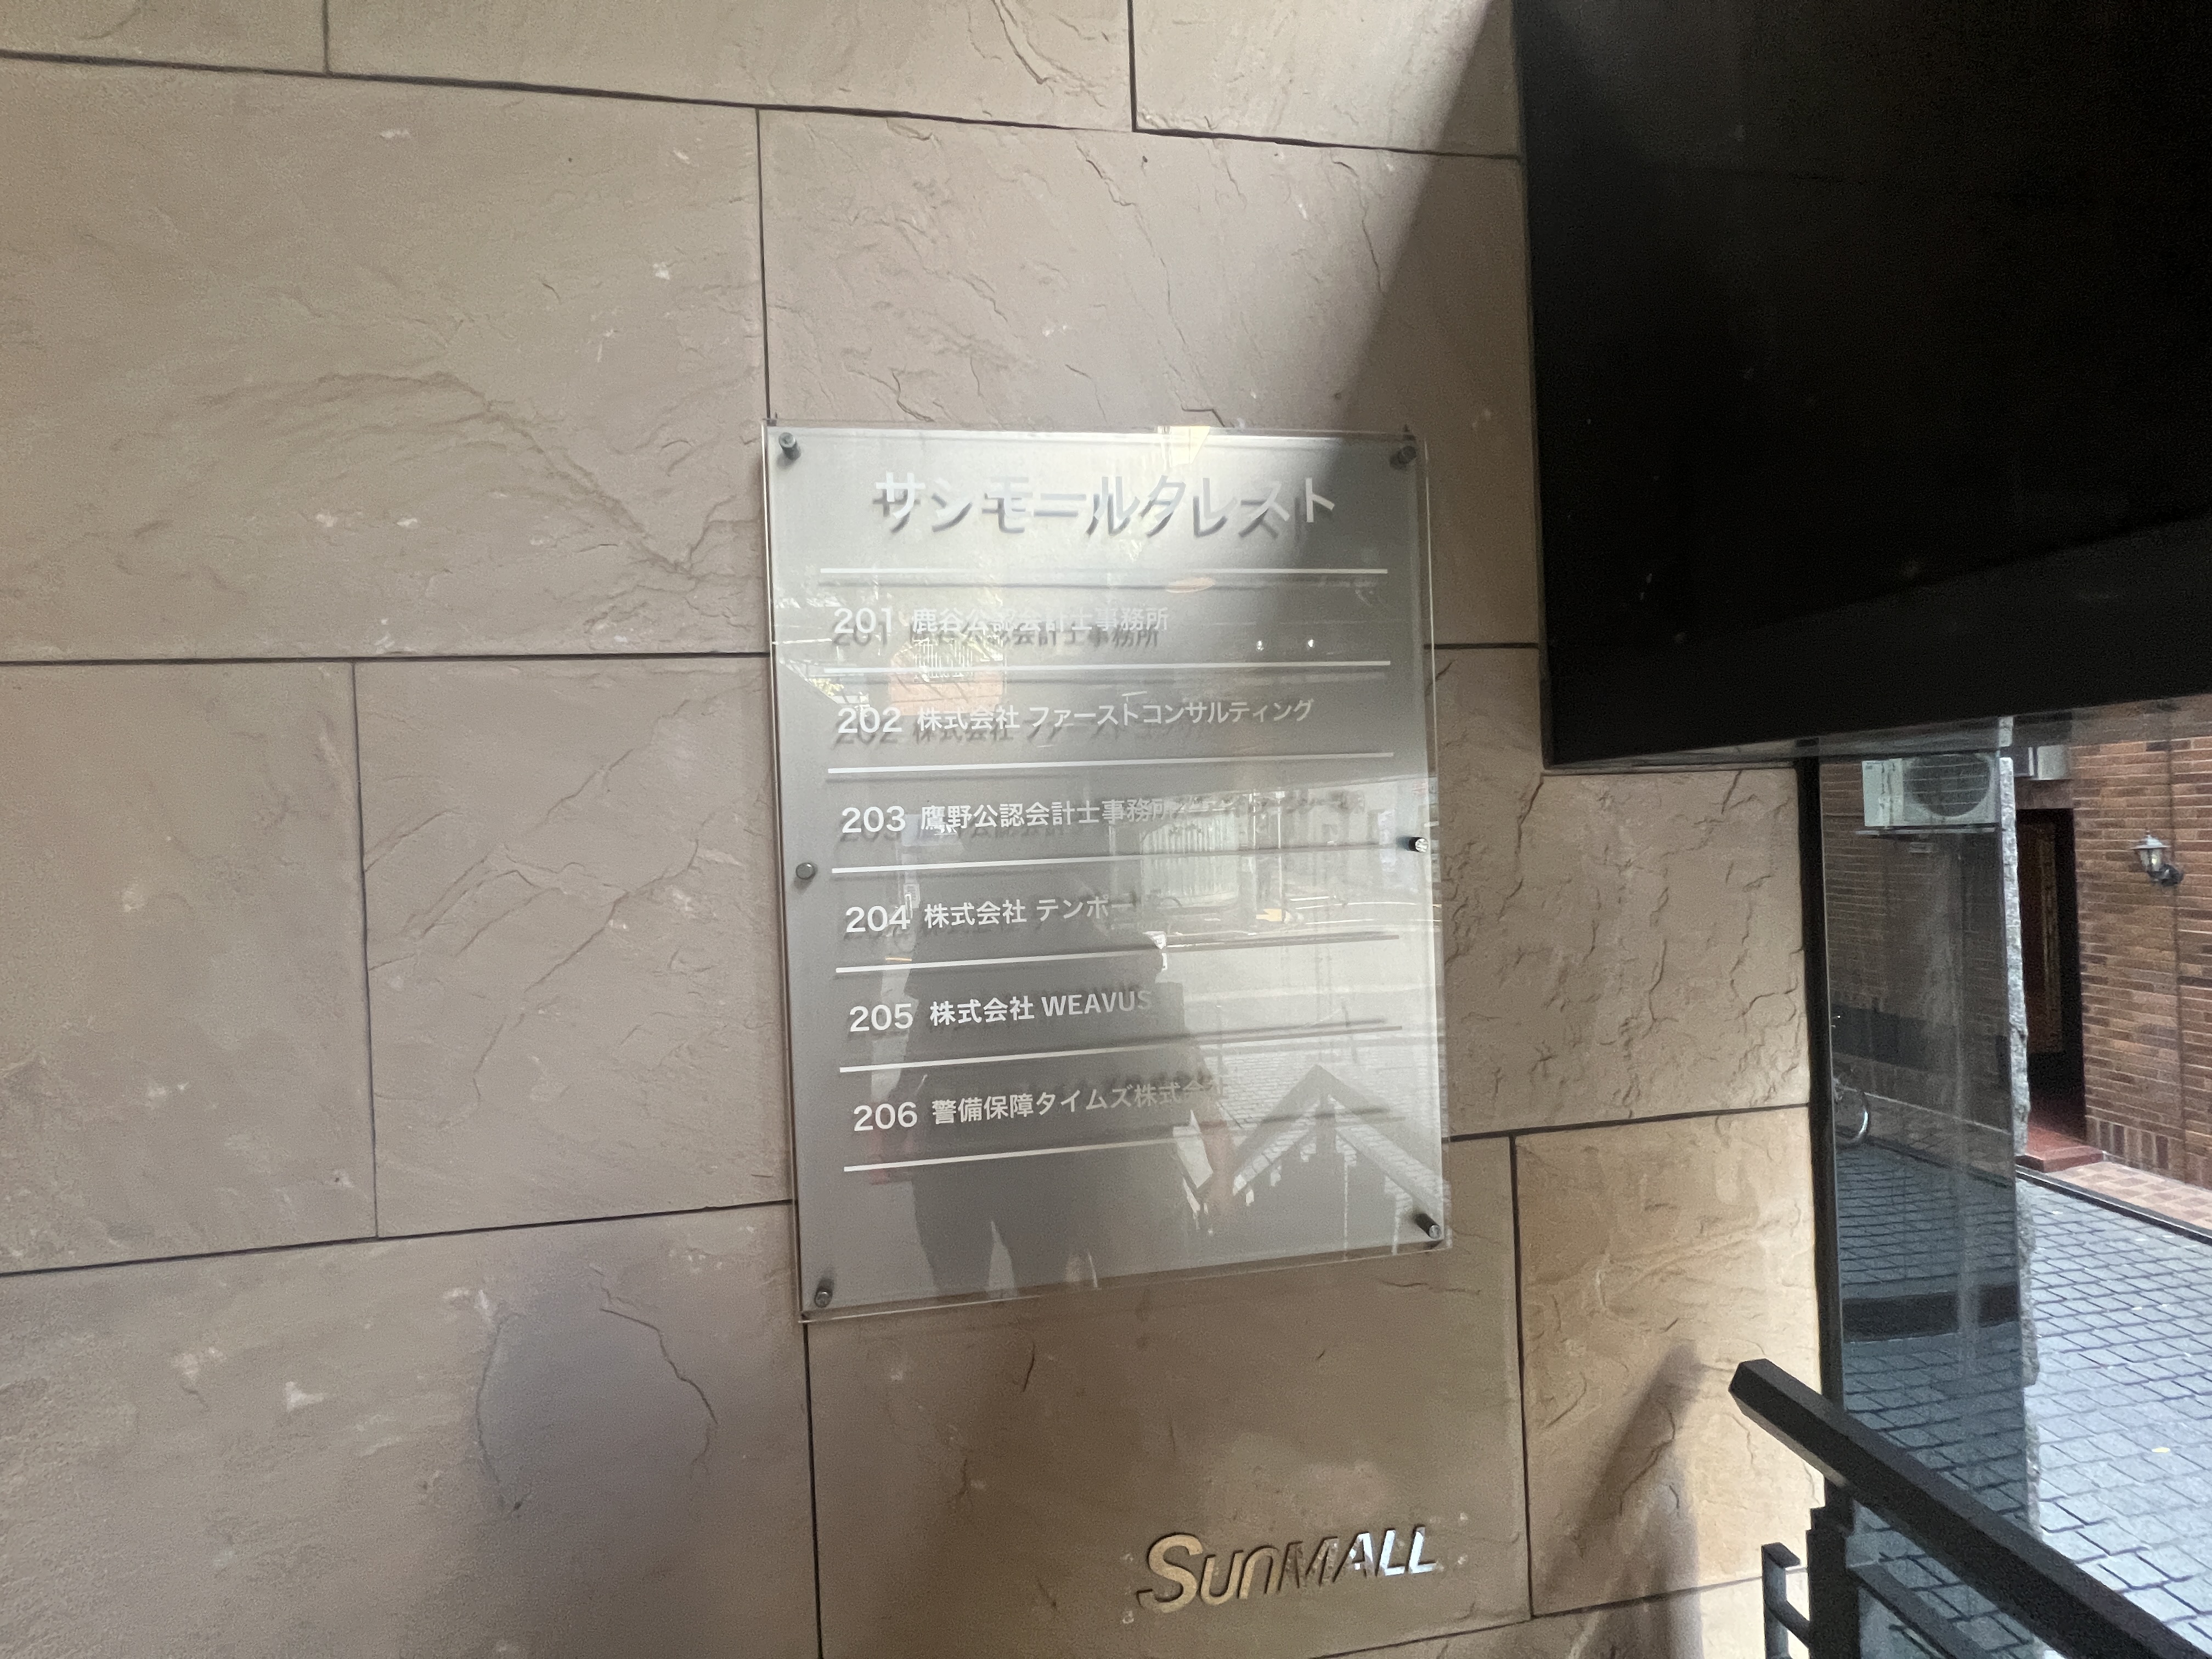 サンモールクレスト
201 鹿谷公認会計士事務所
202 株式会社 ファーストコンサルティング
203 鷹野公認会計士事務所
204 株式会社
205 株式会社 WEAVUS
206 警備保障タイムズ株式会社
SunMALL